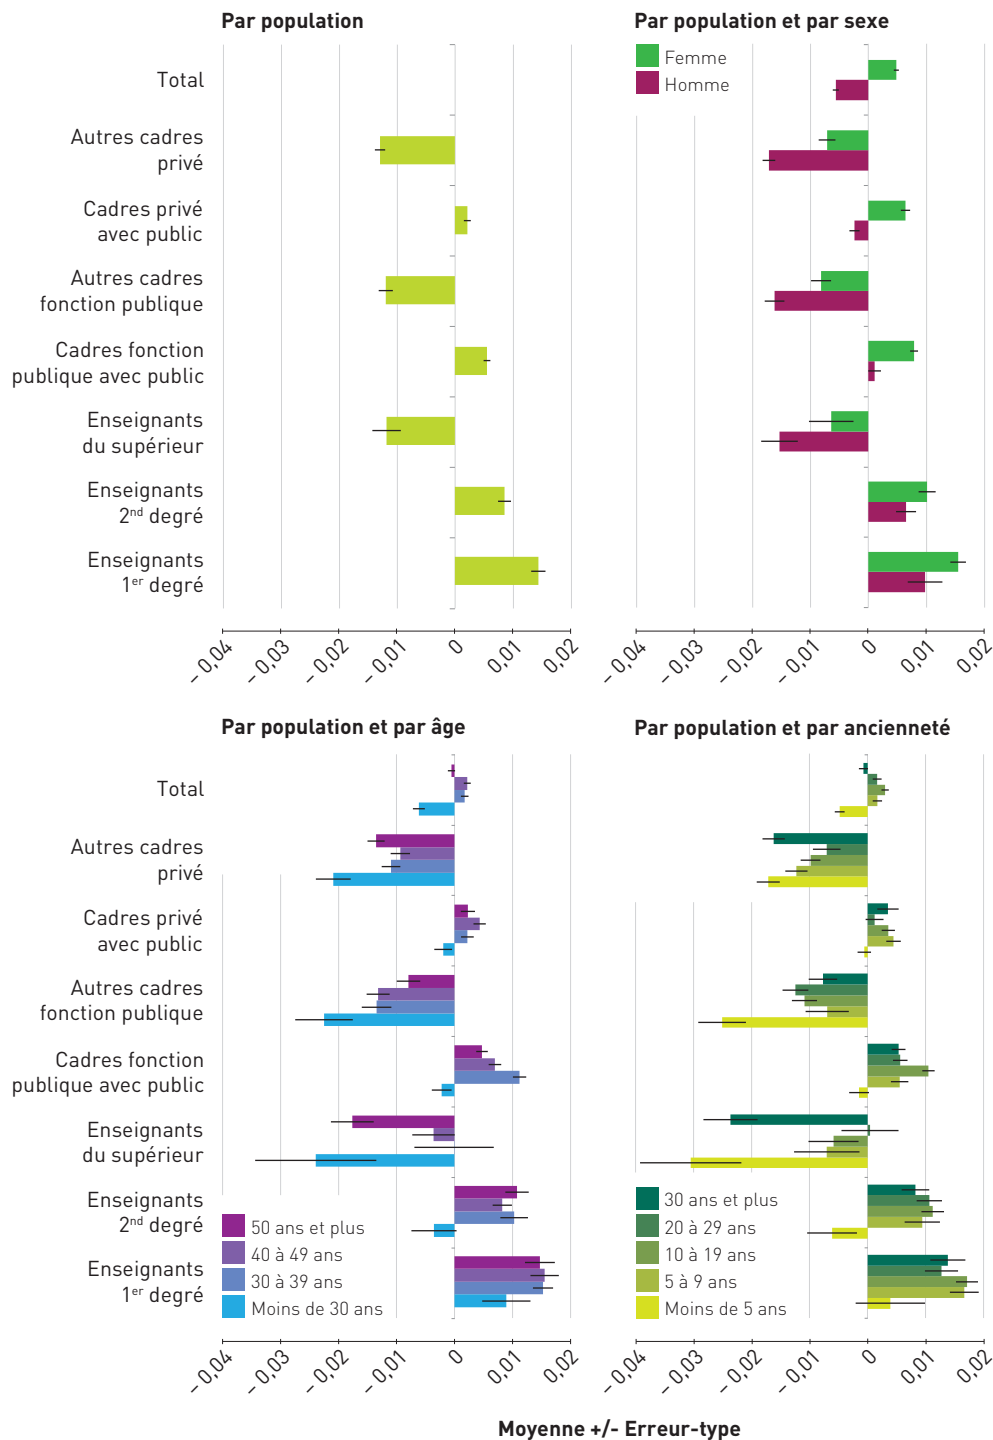 Par population
Par population et par sexe
Femme
Homme
Total
Autres cadres
privé
Cadres privé
avec public
Autres cadres
fonction publique
Cadres fonction
publique avec public
Enseignants
du supérieur
Enseignants
2nd degré
Enseignants
1er degré
– 0,04
– 0,03
– 0,02
– 0,01
0
0,01
0,02
– 0,04
– 0,03
– 0,02
– 0,01
0
0,01
0,02
Par population et par âge
Par population et par ancienneté
Total
Autres cadres
privé
Cadres privé
avec public
Autres cadres
fonction publique
Cadres fonction
publique avec public
Enseignants
du supérieur
Enseignants
2nd degré
Enseignants
1er degré
50 ans et plus
40 à 49 ans
30 à 39 ans
Moins de 30 ans
30 ans et plus
20 à 29 ans
10 à 19 ans
5 à 9 ans
Moins de 5 ans
– 0,04
– 0,03
– 0,02
– 0,01
0
0,01
0,02
– 0,04
– 0,03
– 0,02
– 0,01
0
0,01
0,02
Moyenne +/- Erreur-type